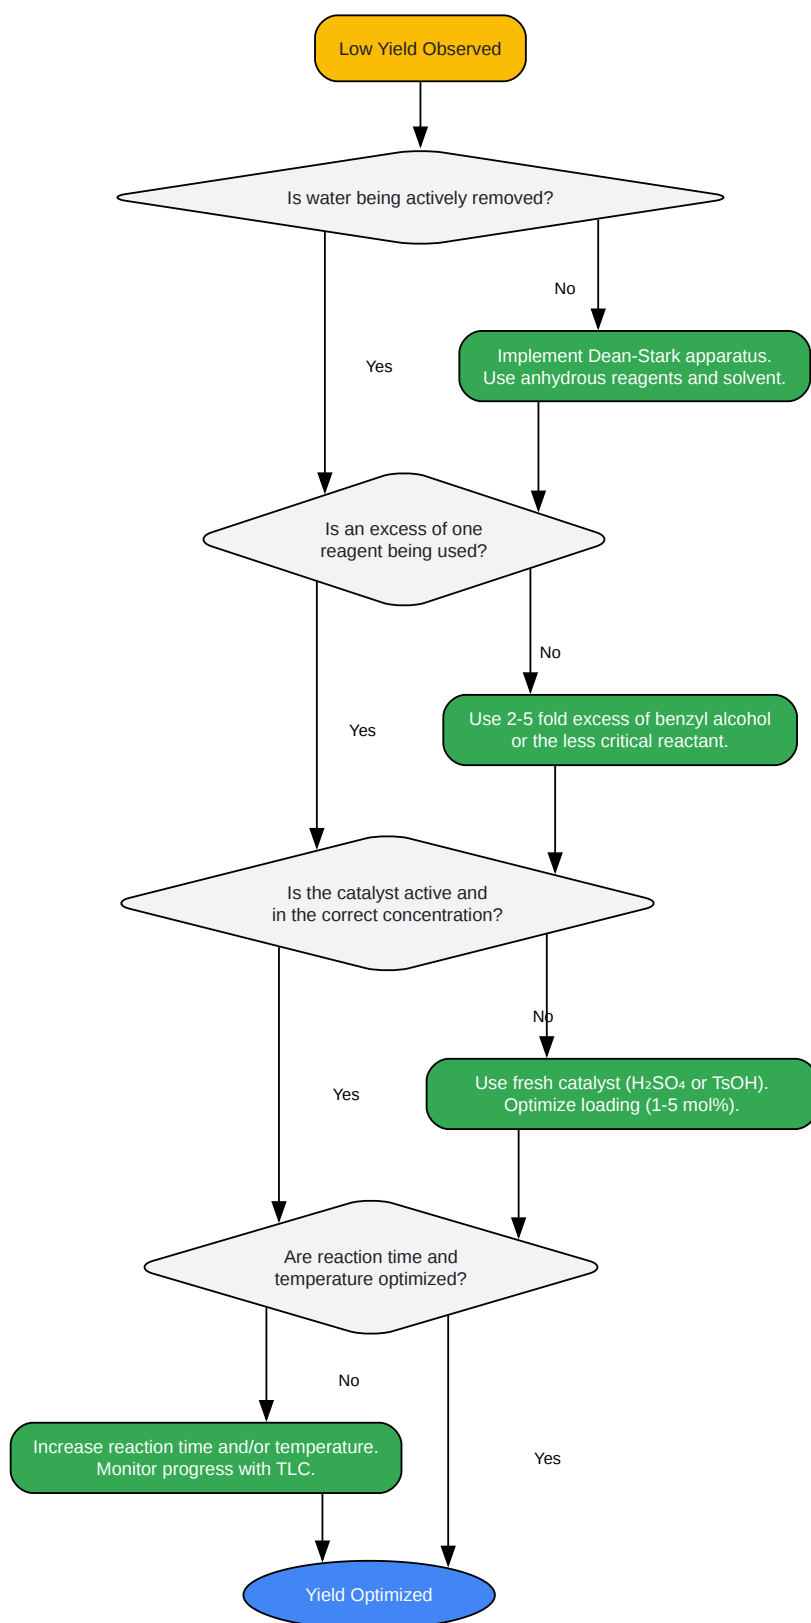 Low Yield Observed
Is water being actively removed?
No
Yes
Implement Dean-Stark apparatus.
Use anhydrous reagents and solvent.
Is an excess of one
reagent being used?
No
Yes
Use 2-5 fold excess of benzyl alcohol
or the less critical reactant.
Is the catalyst active and
in the correct concentration?
No
Yes
Use fresh catalyst (H₂SO₄ or TsOH).
Optimize loading (1-5 mol%).
Are reaction time and
temperature optimized?
No
Yes
Increase reaction time and/or temperature.
Monitor progress with TLC.
Yield Optimized